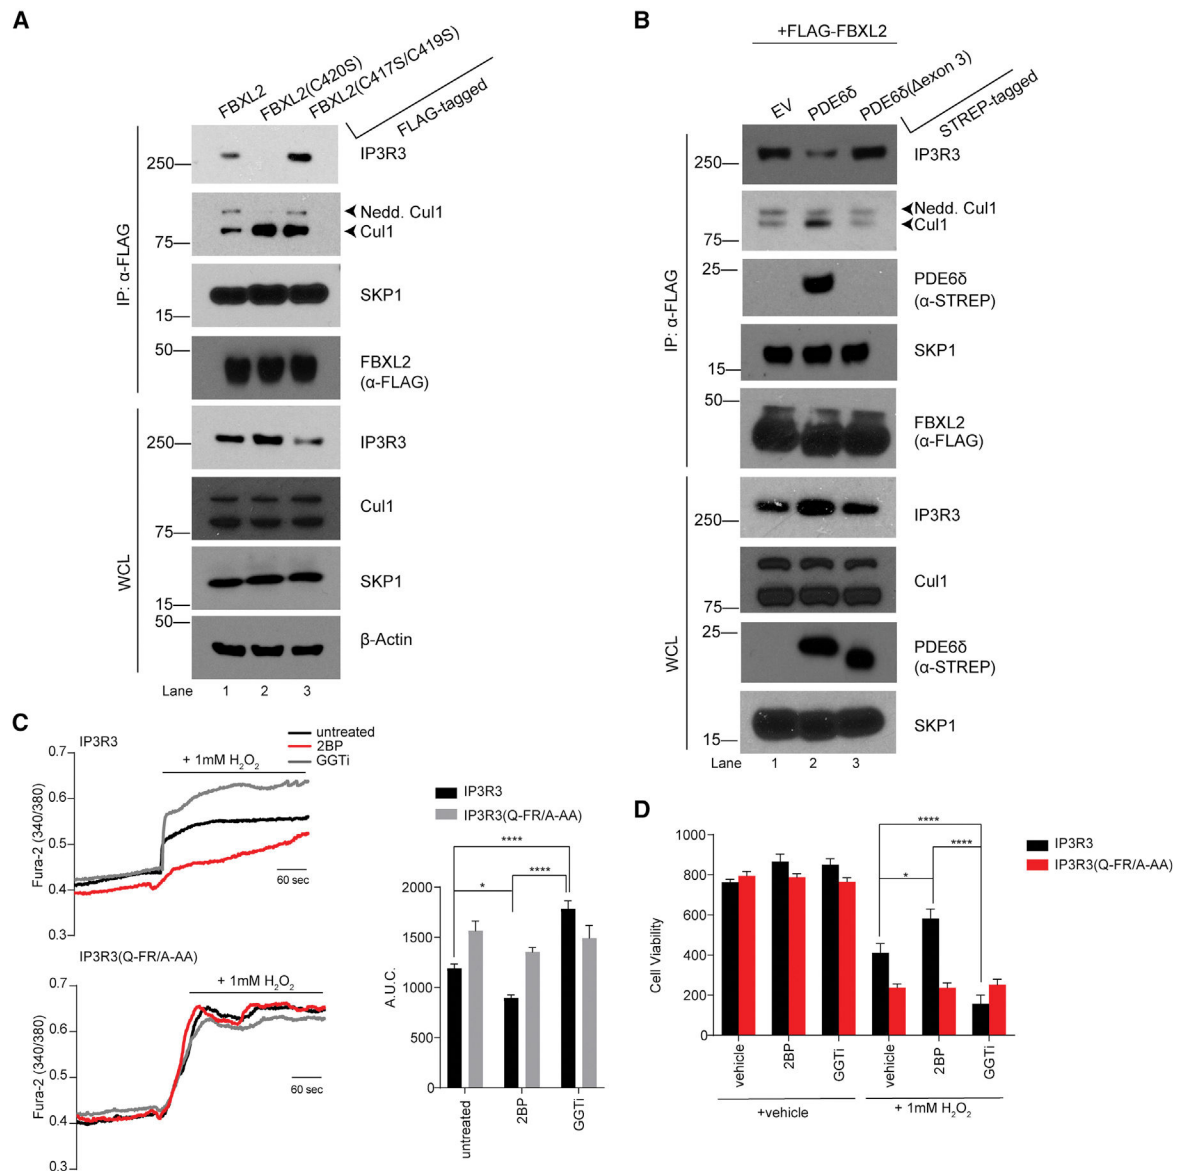 A
FBXL2
FBXL2(C420S)
FBXL2(C417S/C419S)
FLAG-tagged
IP: α-FLAG
250
IP3R3
Nedd. Cul1
Cul1
75
SKP1
15
50
FBXL2
(α-FLAG)
WCL
250
IP3R3
Cul1
75
SKP1
15
50
β-Actin
Lane 1 2 3
B
+FLAG-FBXL2
EV
PDE6δ
PDE6δ(Δexon 3)
STREP-tagged
IP: α-FLAG
250
IP3R3
Nedd. Cul1
Cul1
75
25
PDE6δ
(α-STREP)
SKP1
15
50
FBXL2
(α-FLAG)
WCL
IP3R3
250
Cul1
75
25
PDE6δ
(α-STREP)
SKP1
15
Lane 1 2 3
C
IP3R3
untreated
2BP
GGTi
+ 1mM H2O2
Fura-2 (340/380)
0.7
0.6
0.5
0.4
0.3
60 sec
IP3R3(Q-FR/A-AA)
+ 1mM H2O2
Fura-2 (340/380)
0.7
0.6
0.4
0.3
60 sec
IP3R3
IP3R3(Q-FR/A-AA)
****
* ****
A.U.C.
2000
1500
1000
500
0
untreated
2BP
GGTi
D
IP3R3
IP3R3(Q-FR/A-AA)
****
****
*
Cell Viability
1000
800
600
400
200
0
vehicle
2BP
GGTi
vehicle
2BP
GGTi
+vehicle
+ 1mM H2O2